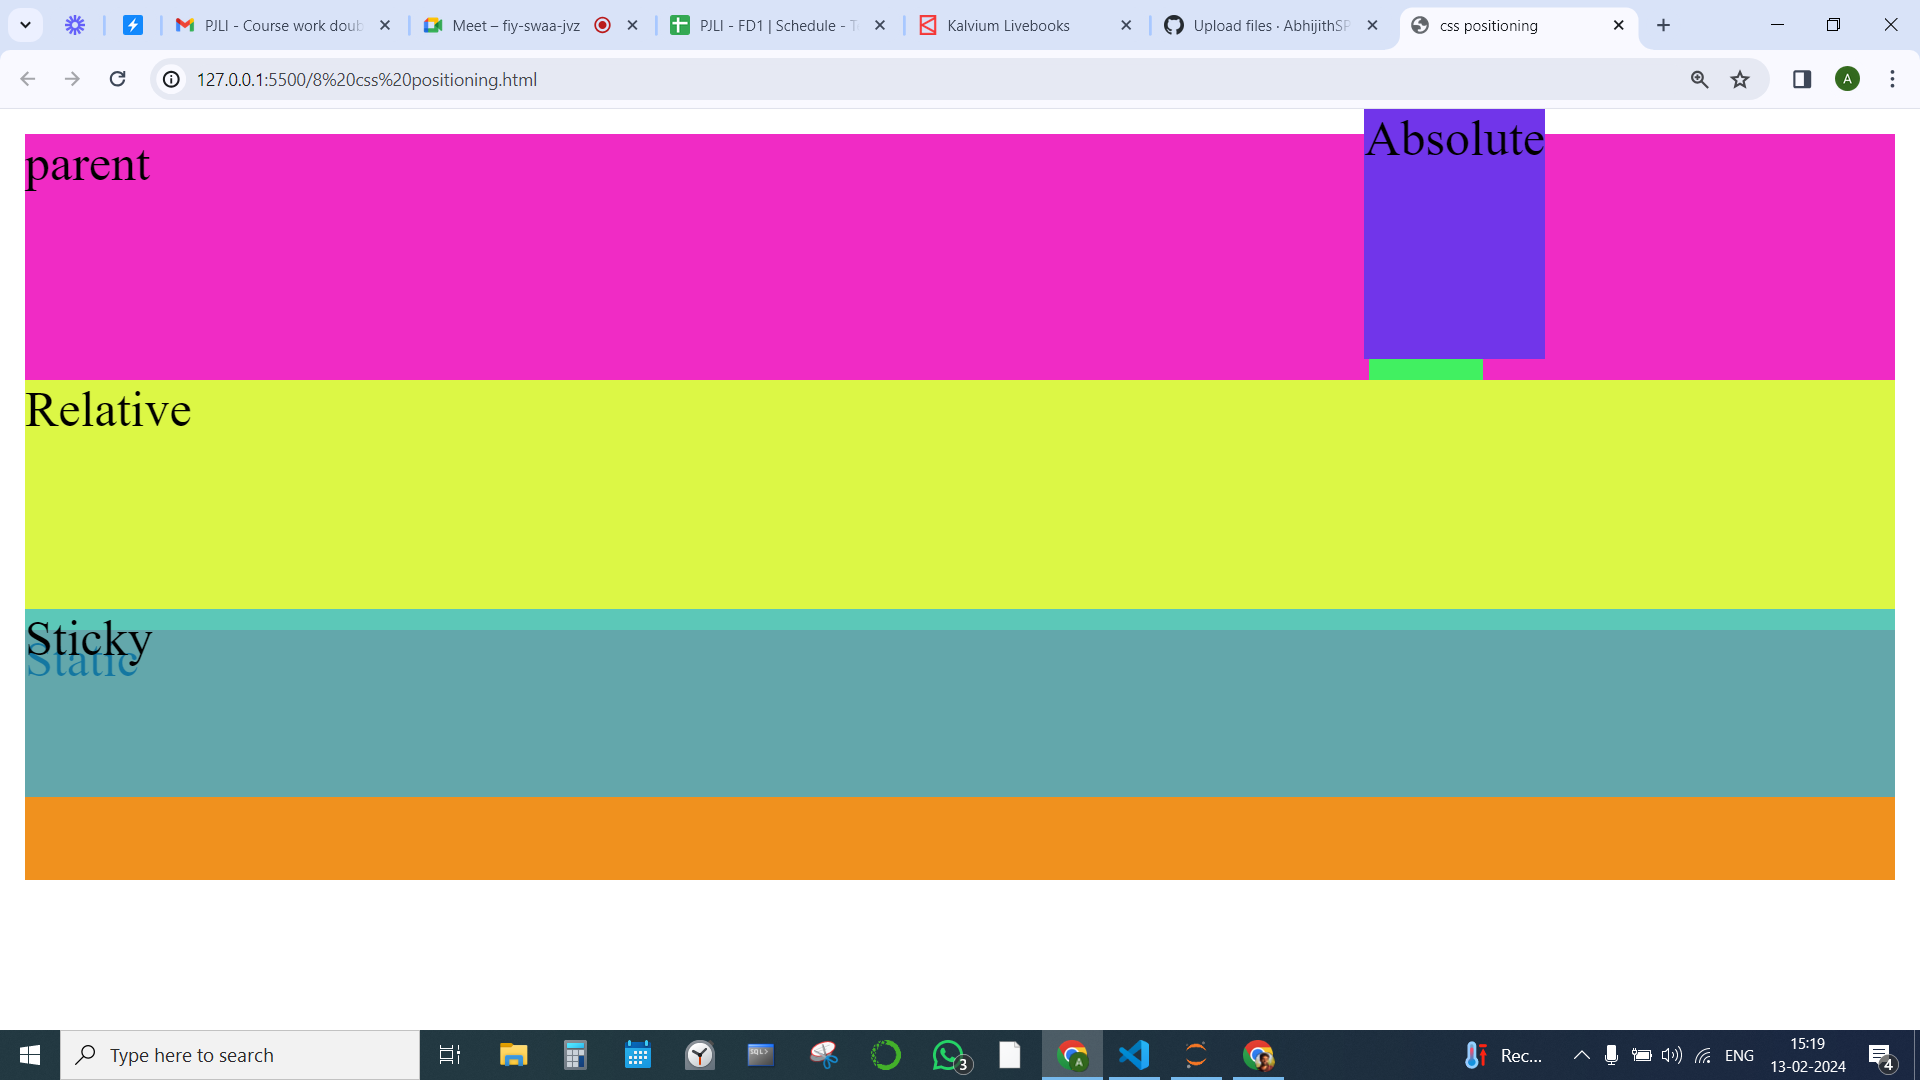 PJLI - Course work doub
Meet – fiy-swaa-jvz
PJLI - FD1 | Schedule - T
Kalvium Livebooks
Upload files · AbhijithSP
css positioning
127.0.0.1:5500/8%20css%20positioning.html
A
Absolute
parent
Relative
Sticky
Static
Type here to search
SQL>
3
A
Rec...
ENG
15:19
13-02-2024
4